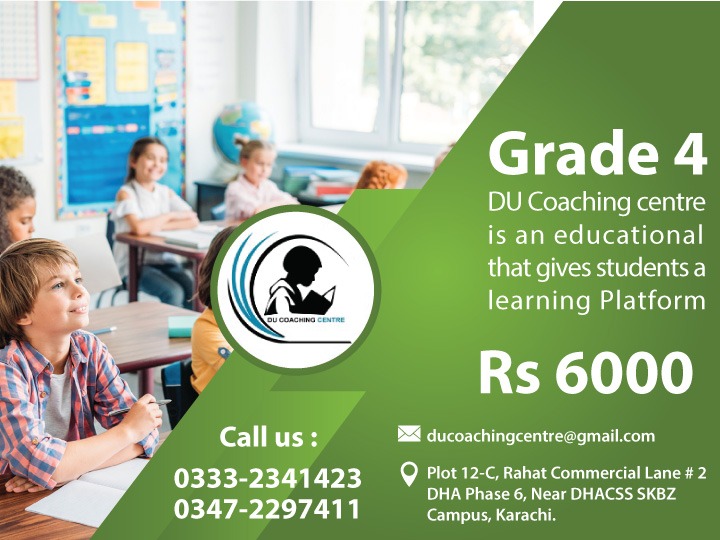 Grade 4
DU Coaching centre
is an educational
that gives students a
learning Platform
DU COACHING CENTRE
Rs 6000
Call us :
0333-2341423
0347-2297411
ducoachingcentre@gmail.com
Plot 12-C, Rahat Commercial Lane # 2
DHA Phase 6, Near DHACSS SKBZ
Campus, Karachi.